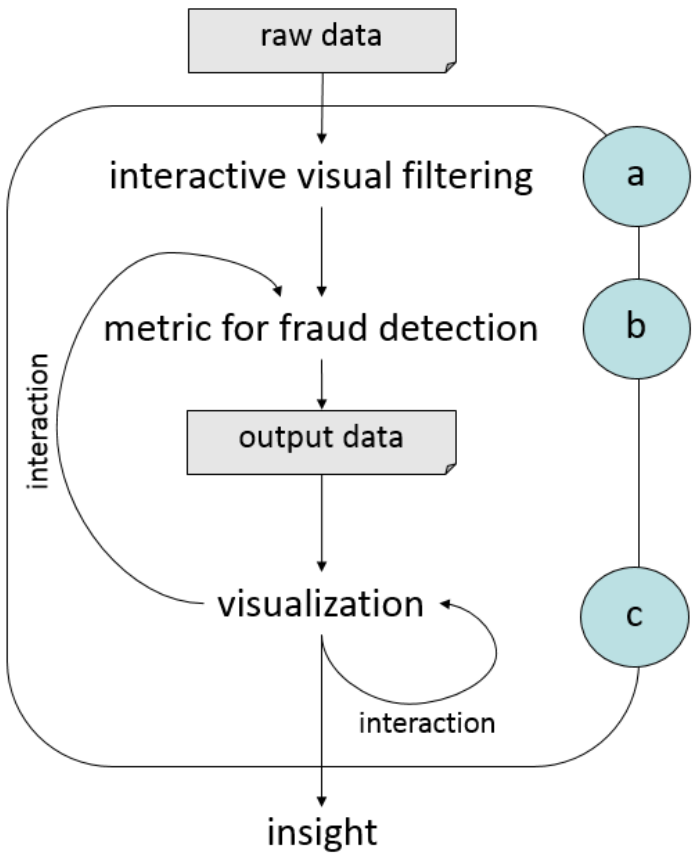 raw data
interactive visual filtering
a
metric for fraud detection
b
interaction
output data
visualization
c
interaction
insight